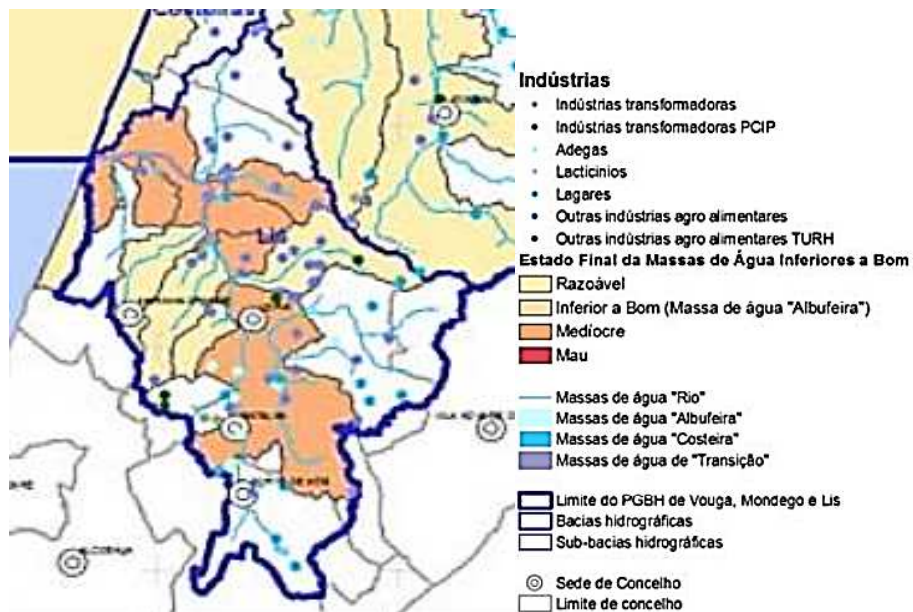 Lis
Indústrias
Indústrias transformadoras
Indústrias transformadoras PCIP
Adegas
Lacticinios
Lagares
Outras indústrias agro alimentares
Outras indústrias agro alimentares TURH
Estado Final da Massas de Água Inferiores a Bom
Razoável
Inferior a Bom (Massa de água "Albufeira")
Medíocre
Mau
Massas de água "Rio"
Massas de água "Albufeira"
Massas de água "Costeira"
Massas de água de "Transição"
Limite do PGBH de Vouga, Mondego e Lis
Bacias hidrográficas
Sub-bacias hidrográficas
Sede de Concelho
Limite de concelho